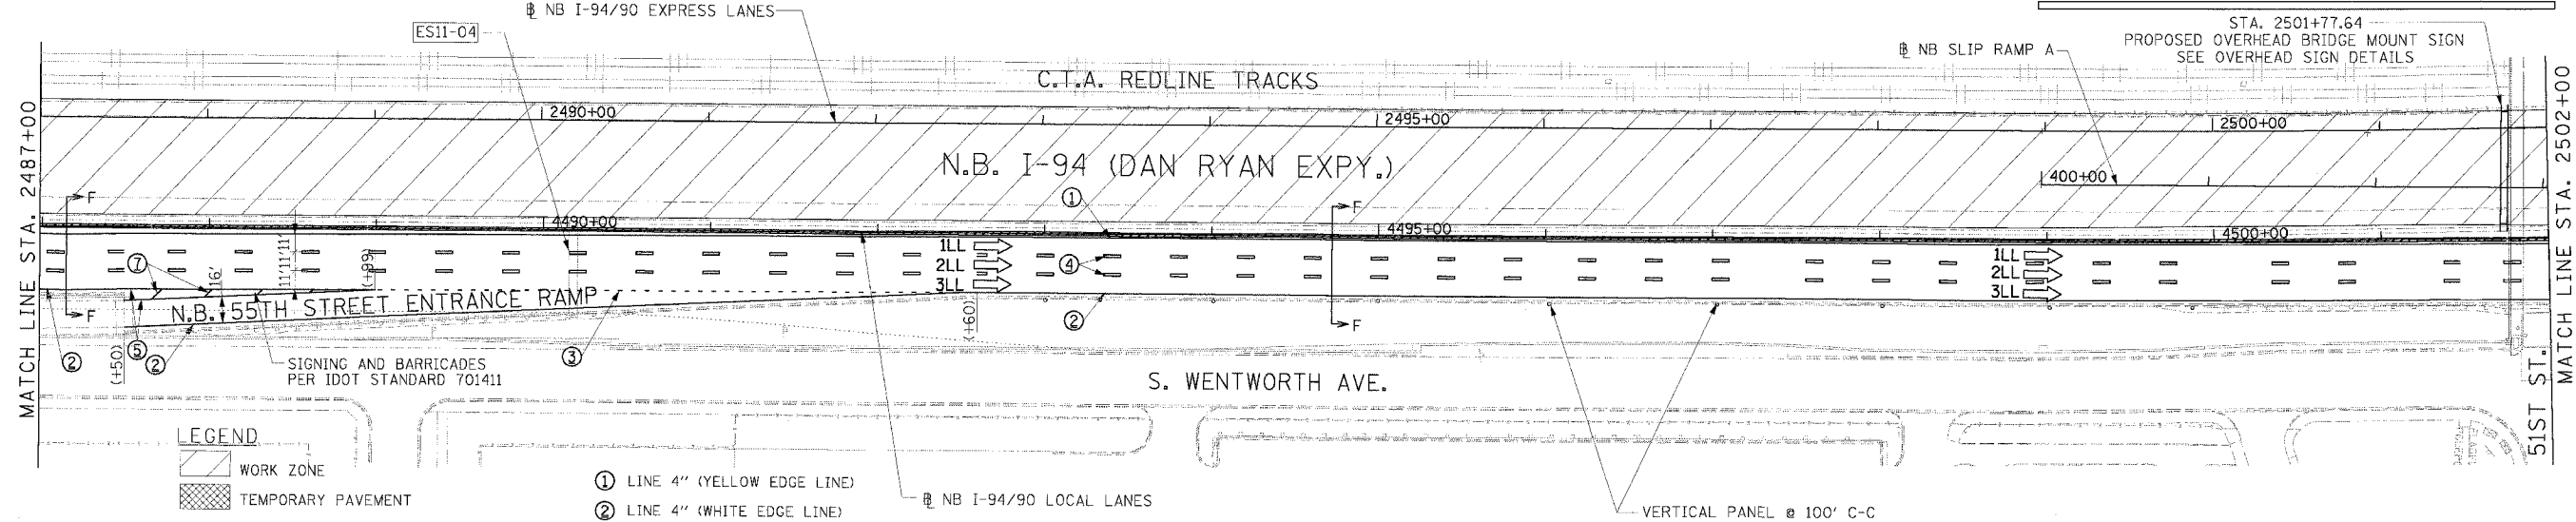 ℄ NB I-94/90 EXPRESS LANES
ES11-04
STA. 2501+77.64
PROPOSED OVERHEAD BRIDGE MOUNT SIGN
SEE OVERHEAD SIGN DETAILS
℄ NB SLIP RAMP A
C.T.A. REDLINE TRACKS
MATCH LINE STA. 2487+00
MATCH LINE STA. 2502+00
2490+00
2495+00
2500+00
N.B. I-94 (DAN RYAN EXPY.)
400+00
F
F
1
4490+00
4495+00
4500+00
11'11'11'
16'
(+99)
7
1LL
2LL
3LL
4
1LL
2LL
3LL
N.B. 55TH STREET ENTRANCE RAMP
F
F
2
(+50)
5
2
3
(+60)
2
SIGNING AND BARRICADES
PER IDOT STANDARD 701411
S. WENTWORTH AVE.
51ST ST.
LEGEND
WORK ZONE
TEMPORARY PAVEMENT
1 LINE 4" (YELLOW EDGE LINE)
2 LINE 4" (WHITE EDGE LINE)
℄ NB I-94/90 LOCAL LANES
VERTICAL PANEL @ 100' C-C